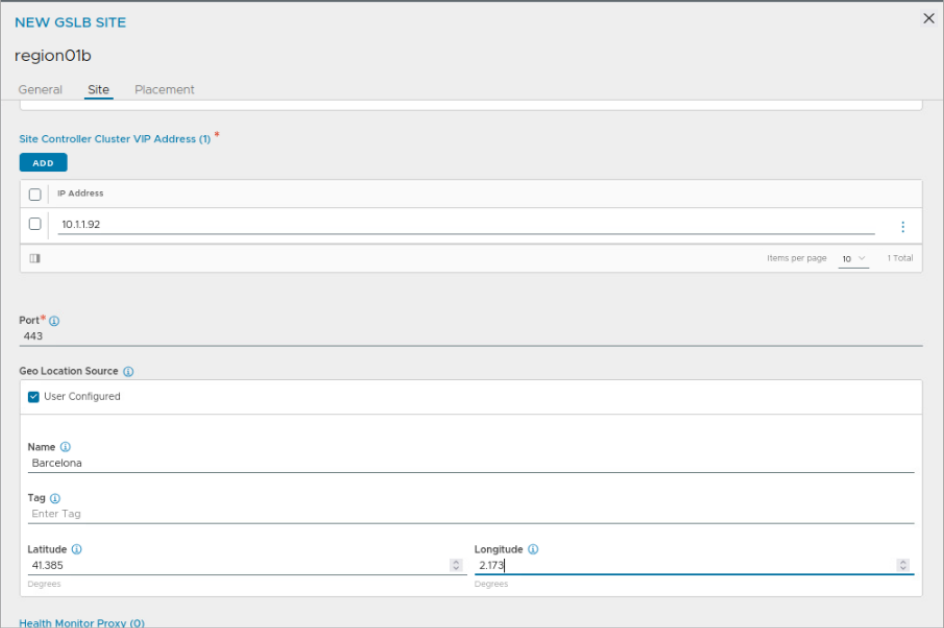 NEW GSLB SITE
region01b
General Site Placement
Site Controller Cluster VIP Address (1) *
ADD
IP Address
10.1.1.92
Items per page 10 1 Total
Port*
443
Geo Location Source
User Configured
Name
Barcelona
Tag
Enter Tag
Latitude Longitude
41.385 2.173
Degrees Degrees
Health Monitor Proxy (0)